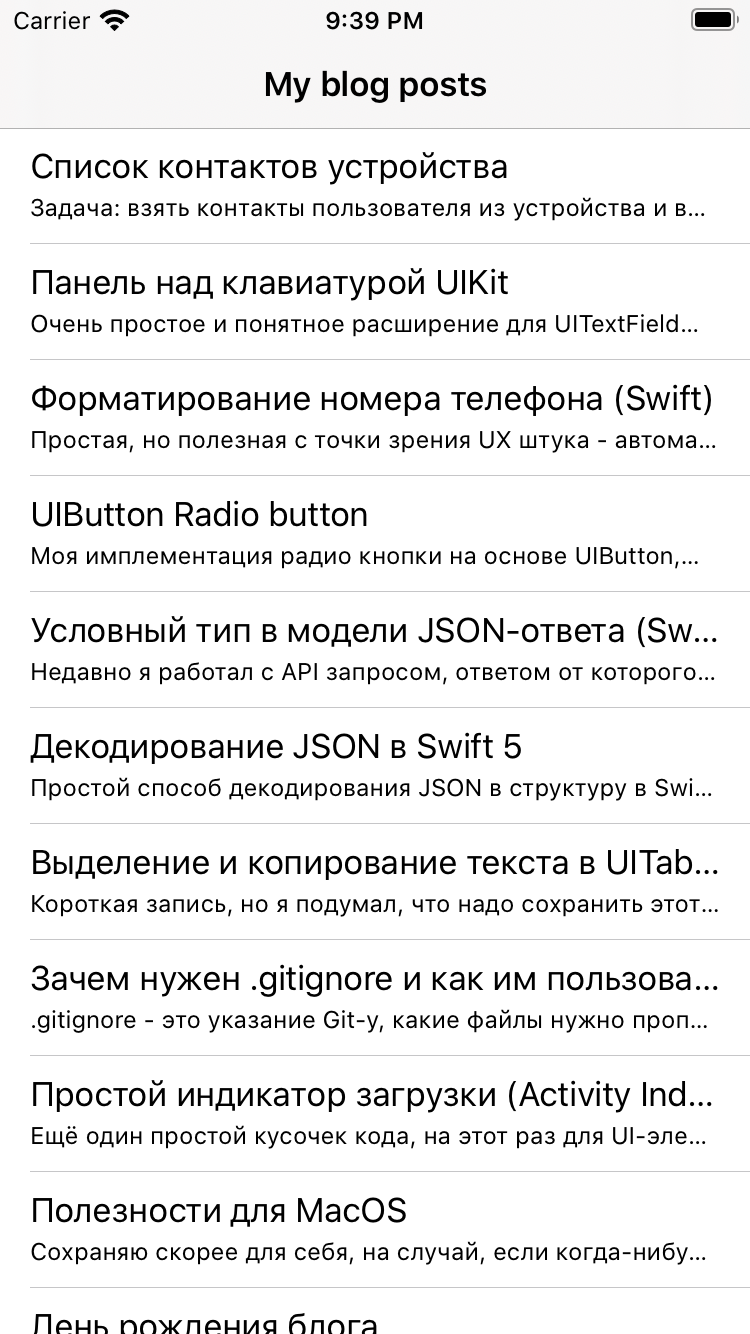 Carrier 9:39 PM
My blog posts
Список контактов устройства
Задача: взять контакты пользователя из устройства и в...
Панель над клавиатурой UIKit
Очень простое и понятное расширение для UITextField...
Форматирование номера телефона (Swift)
Простая, но полезная с точки зрения UX штука - автома...
UIButton Radio button
Моя имплементация радио кнопки на основе UIButton,...
Условный тип в модели JSON-ответа (Sw...
Недавно я работал с API запросом, ответом от которого...
Декодирование JSON в Swift 5
Простой способ декодирования JSON в структуру в Swi...
Выделение и копирование текста в UITab...
Короткая запись, но я подумал, что надо сохранить этот...
Зачем нужен .gitignore и как им пользова...
.gitignore - это указание Git-у, какие файлы нужно проп...
Простой индикатор загрузки (Activity Ind...
Ещё один простой кусочек кода, на этот раз для UI-эле...
Полезности для MacOS
Сохраняю скорее для себя, на случай, если когда-нибу...
День рождения блога